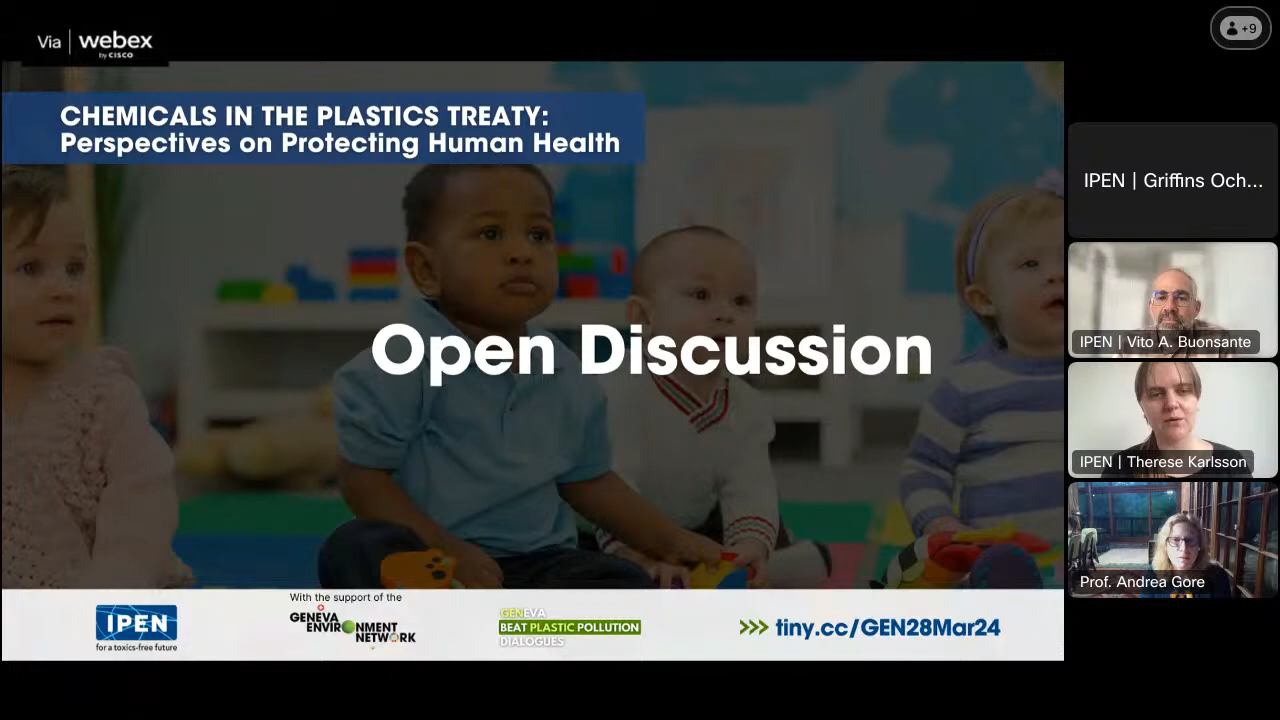 Via | webex
by CISCO
+9
CHEMICALS IN THE PLASTICS TREATY:
Perspectives on Protecting Human Health
Open Discussion
IPEN | Griffins Och...
IPEN | Vito A. Buonsante
IPEN | Therese Karlsson
Prof. Andrea Gore
IPEN
for a toxics-free future
With the support of the
GENEVA
ENVIRONMENT
NETWORK
GENEVA
BEAT PLASTIC POLLUTION
DIALOGUES
>>> tiny.cc/GEN28Mar24